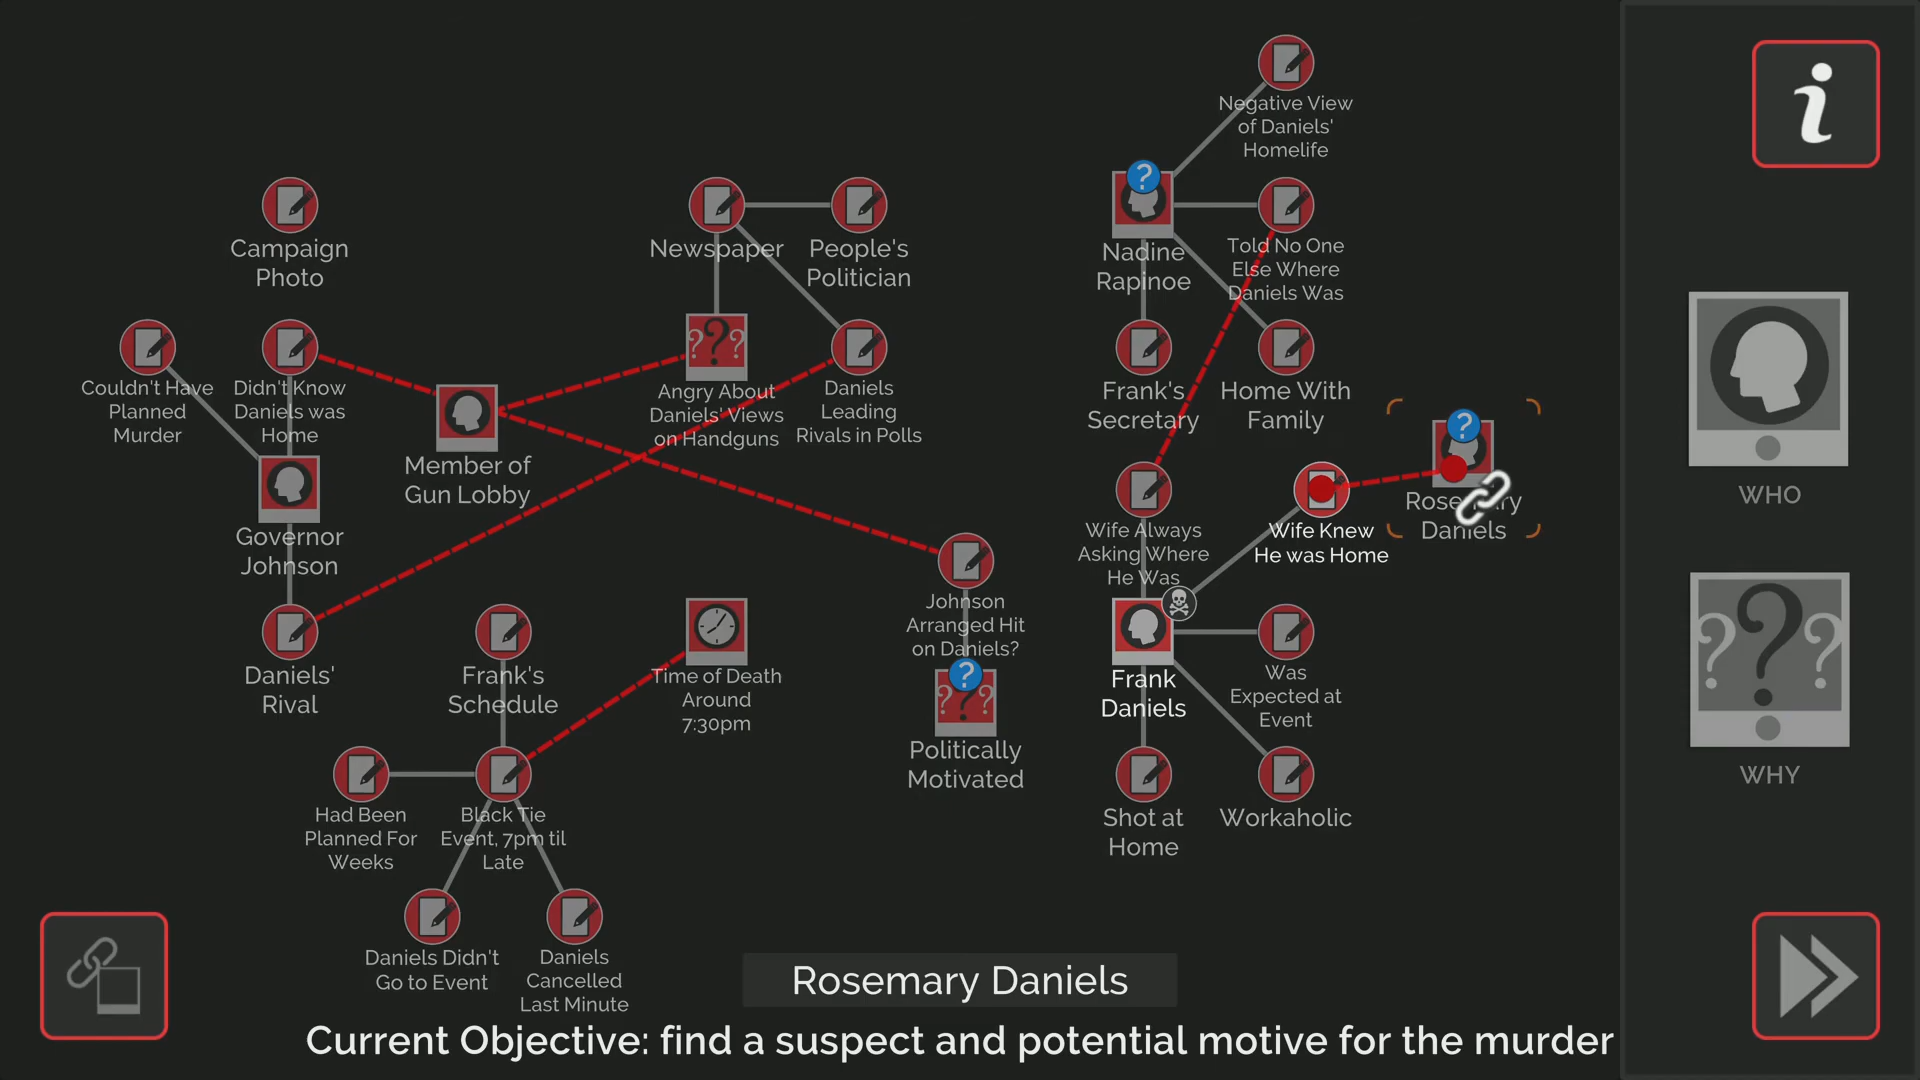 Negative View
of Daniels'
Homelife
Campaign
Photo
Newspaper
People's
Politician
Nadine
Rapinoe
Told No One
Else Where
Daniels Was
Couldn't Have
Planned
Murder
Didn't Know
Daniels was
Home
Member of
Gun Lobby
Angry About
Daniels' Views
on Handguns
Daniels
Leading
Rivals in Polls
Frank's
Secretary
Home With
Family
Governor
Johnson
Wife Always
Asking Where
He Was
Wife Knew
He was Home
Rosemary
Daniels
WHO
Daniels'
Rival
Frank's
Schedule
Time of Death
Around
7:30pm
Johnson
Arranged Hit
on Daniels?
Politically
Motivated
Frank
Daniels
Was
Expected at
Event
WHY
Had Been
Planned For
Weeks
Black Tie
Event, 7pm til
Late
Shot at
Home
Workaholic
Daniels Didn't
Go to Event
Daniels
Cancelled
Last Minute
Rosemary Daniels
Current Objective: find a suspect and potential motive for the murder